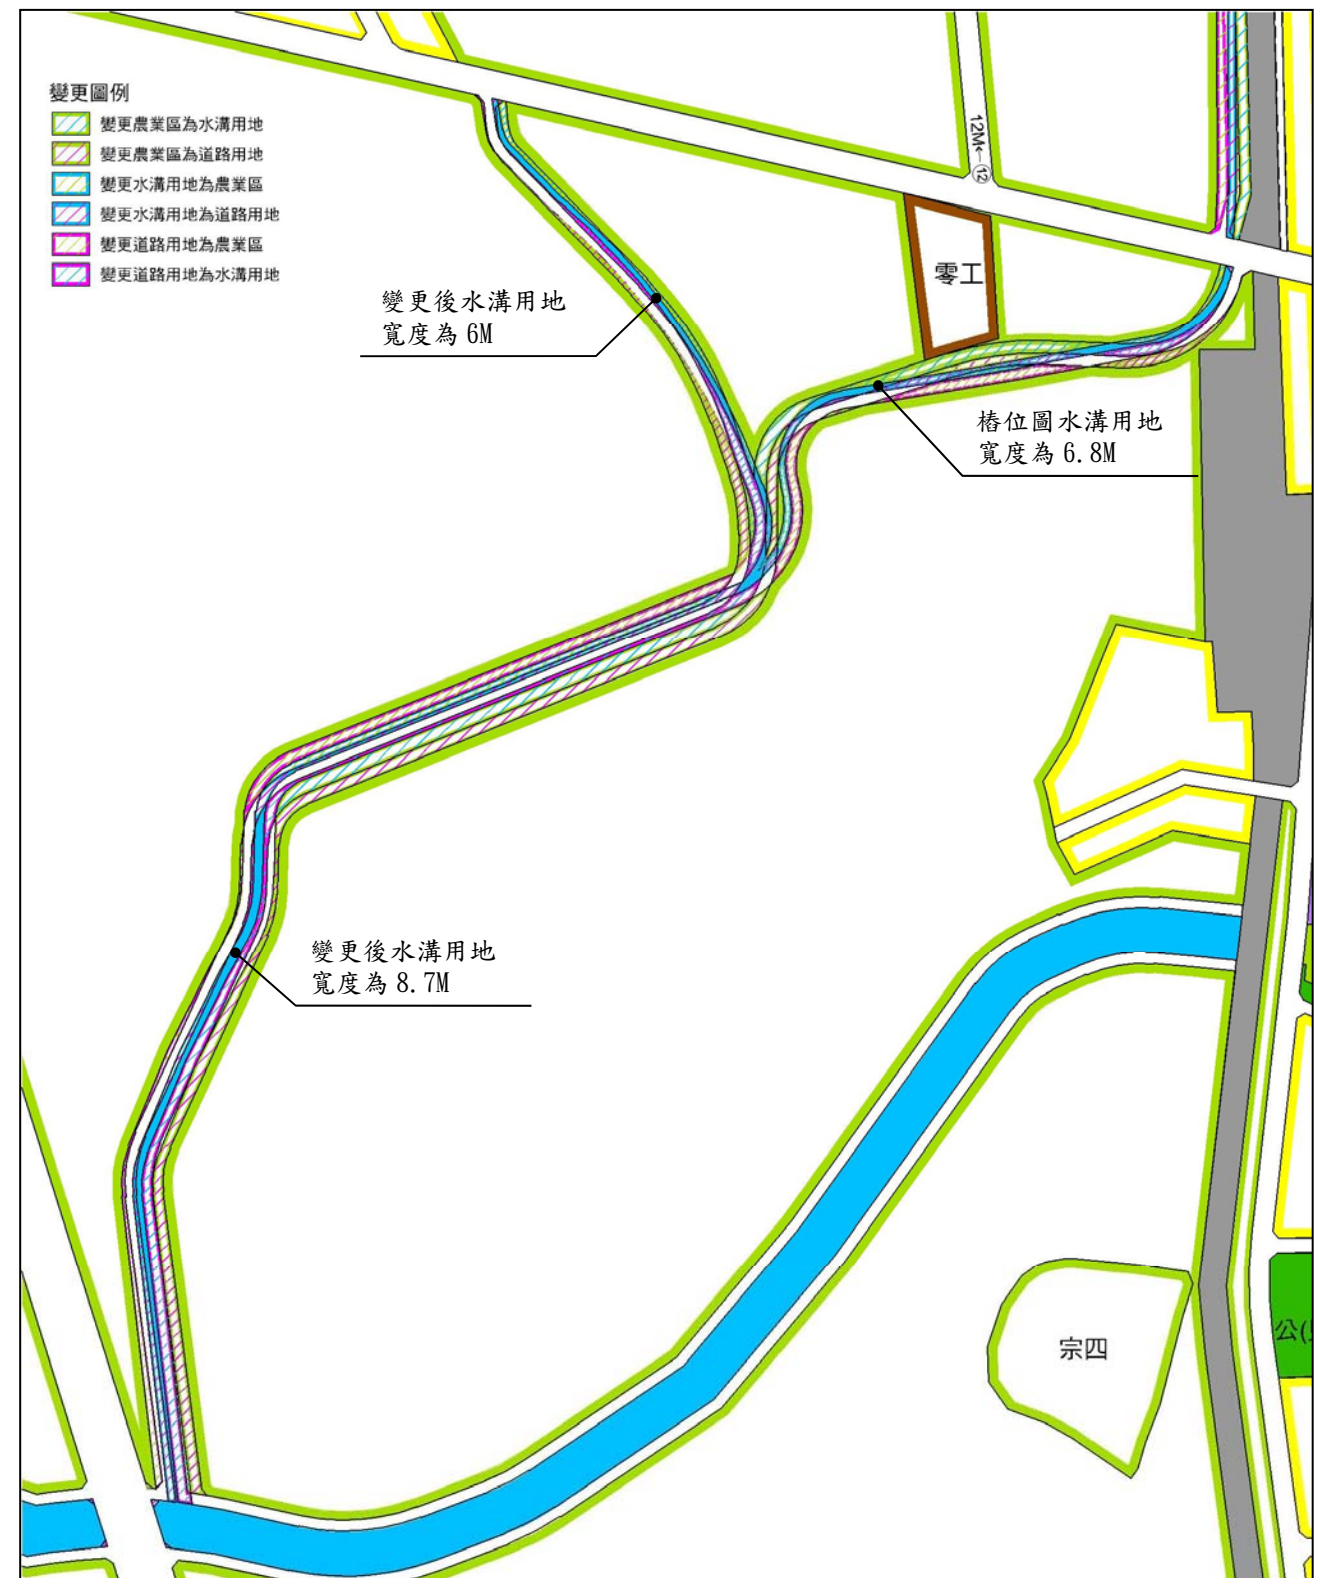 變更圖例
變更農業區為水溝用地
變更農業區為道路用地
變更水溝用地為農業區
變更水溝用地為道路用地
變更道路用地為農業區
變更道路用地為水溝用地
12M←⑫
零工
變更後水溝用地
寬度為 6M
樁位圖水溝用地
寬度為 6.8M
變更後水溝用地
寬度為 8.7M
宗四
公(